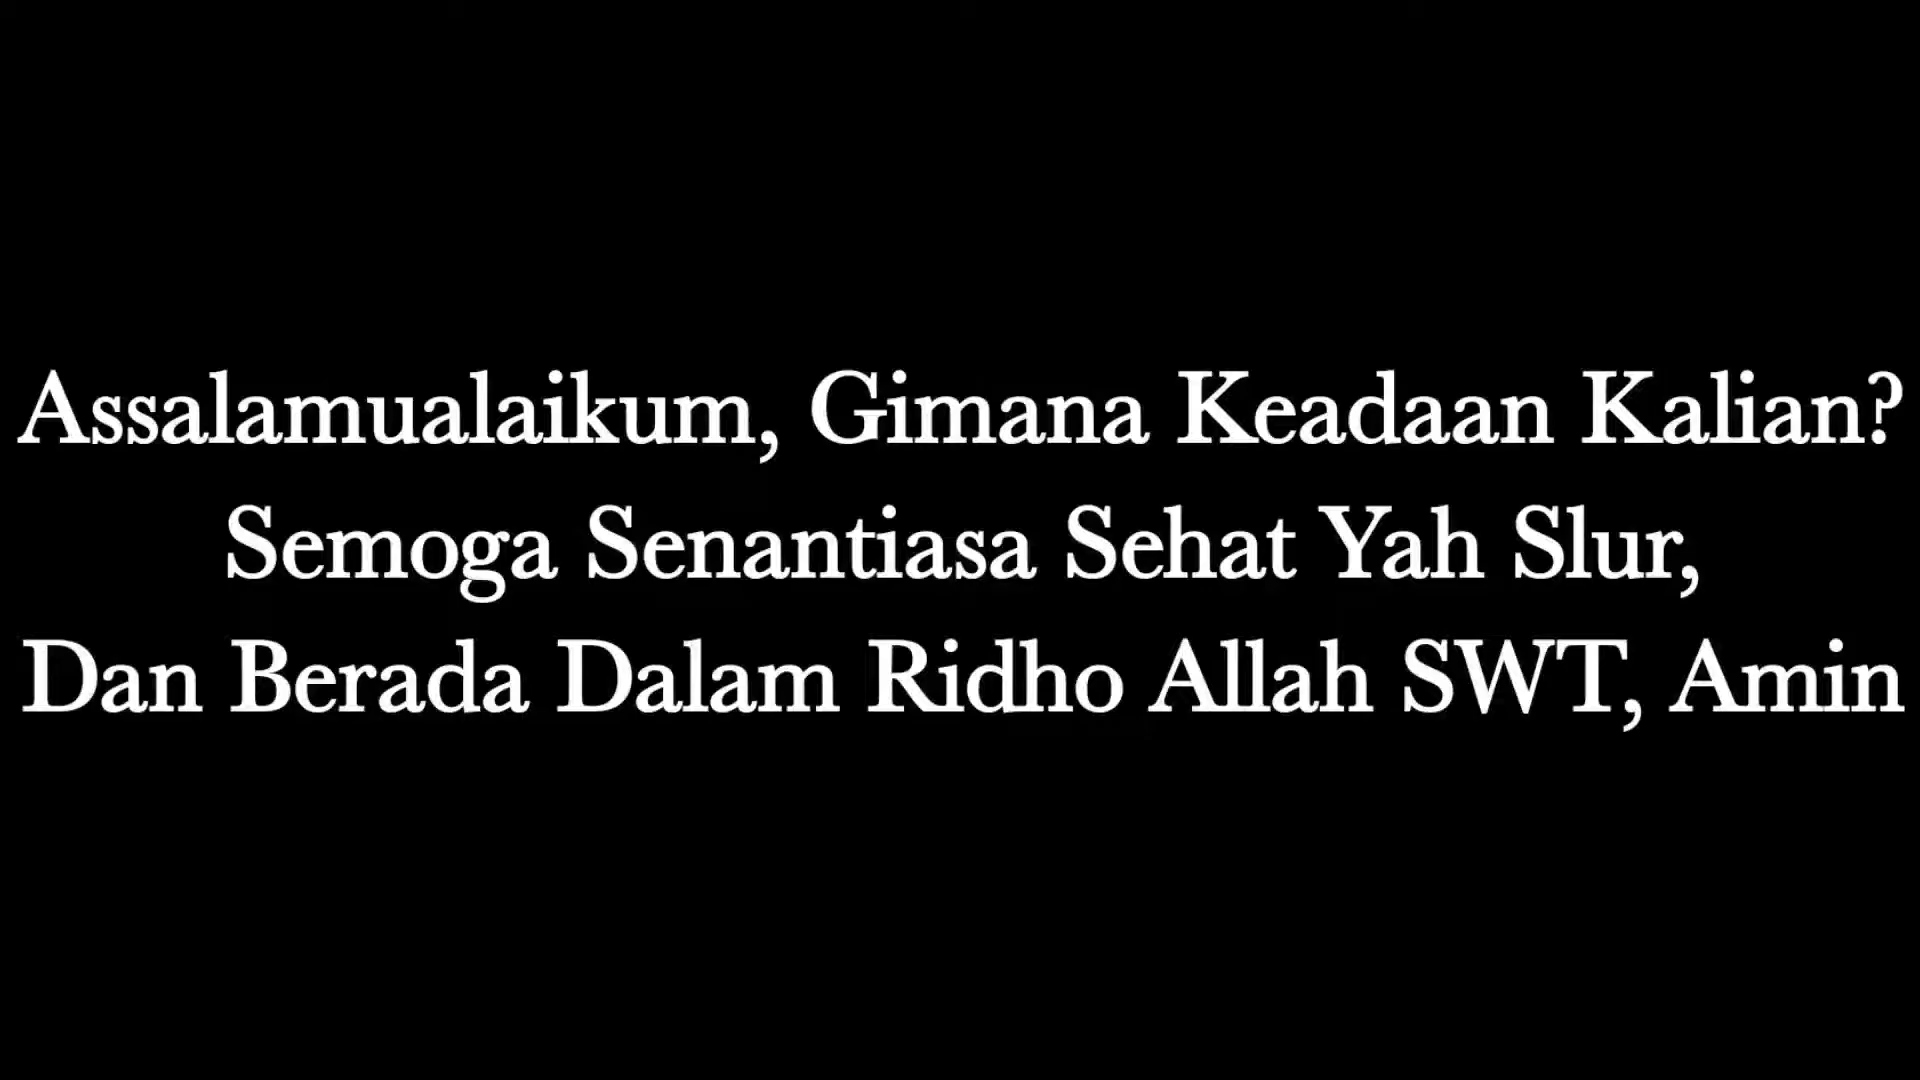 Assalamualaikum, Gimana Keadaan Kalian?
Semoga Senantiasa Sehat Yah Slur,
Dan Berada Dalam Ridho Allah SWT, Amin